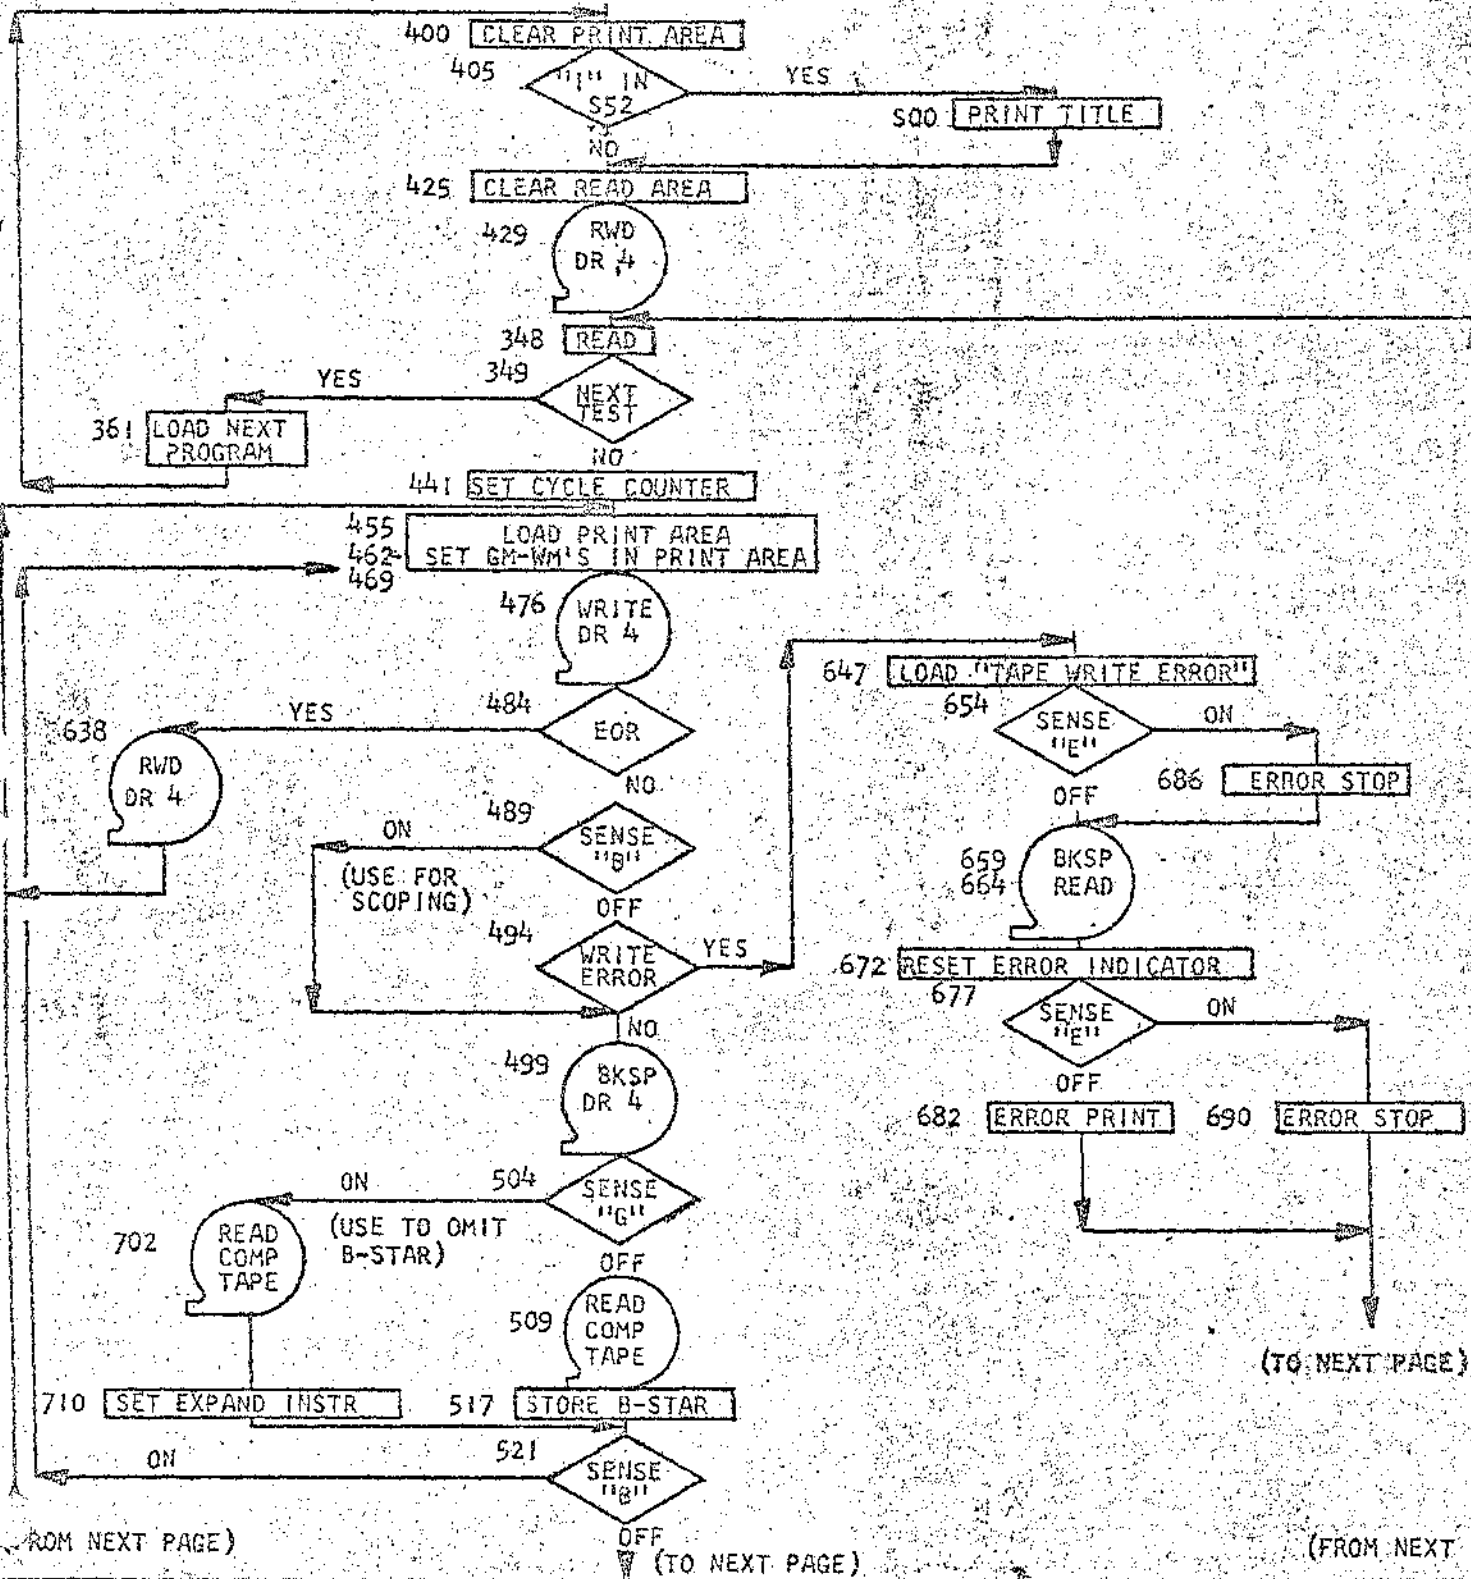 400 CLEAR PRINT AREA
405 "1" IN
S52
YES
500 PRINT TITLE
NO
425 CLEAR READ AREA
429 RWD
DR 4
348 READ
349 NEXT
TEST
YES
361 LOAD NEXT
PROGRAM
NO
441 SET CYCLE COUNTER
455 LOAD PRINT AREA
462- SET GM-WM'S IN PRINT AREA
469
476 WRITE
DR 4
484 EOR
YES
638 RWD
DR 4
NO
489 SENSE
"B"
ON
(USE FOR
SCOPING)
OFF
494 WRITE
ERROR
YES
NO
647 LOAD "TAPE WRITE ERROR"
654 SENSE
"E"
ON
686 ERROR STOP
OFF
659 BKSP
664 READ
672 RESET ERROR INDICATOR
677 SENSE
"E"
ON
OFF
682 ERROR PRINT
690 ERROR STOP
(TO NEXT PAGE)
499 BKSP
DR 4
504 SENSE
"G"
ON
(USE TO OMIT
B-STAR)
702 READ
COMP
TAPE
OFF
509 READ
COMP
TAPE
710 SET EXPAND INSTR
517 STORE B-STAR
521 SENSE
"B"
ON
OFF
ROM NEXT PAGE)
(TO NEXT PAGE)
(FROM NEXT